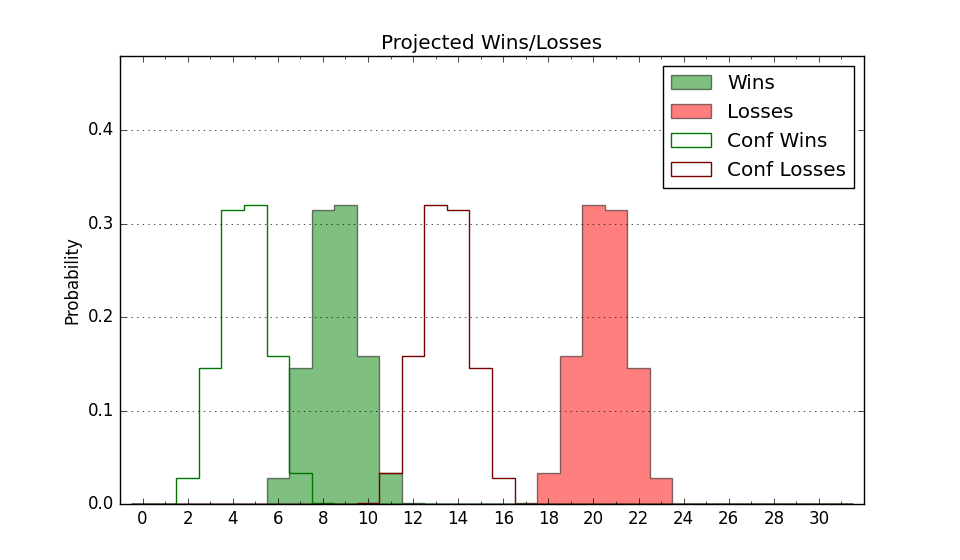 Projected Wins/Losses
Wins
Losses
Conf Wins
Conf Losses
Probability
0.4
0.3
0.2
0.1
0.0
0 2 4 6 8 10 12 14 16 18 20 22 24 26 28 30